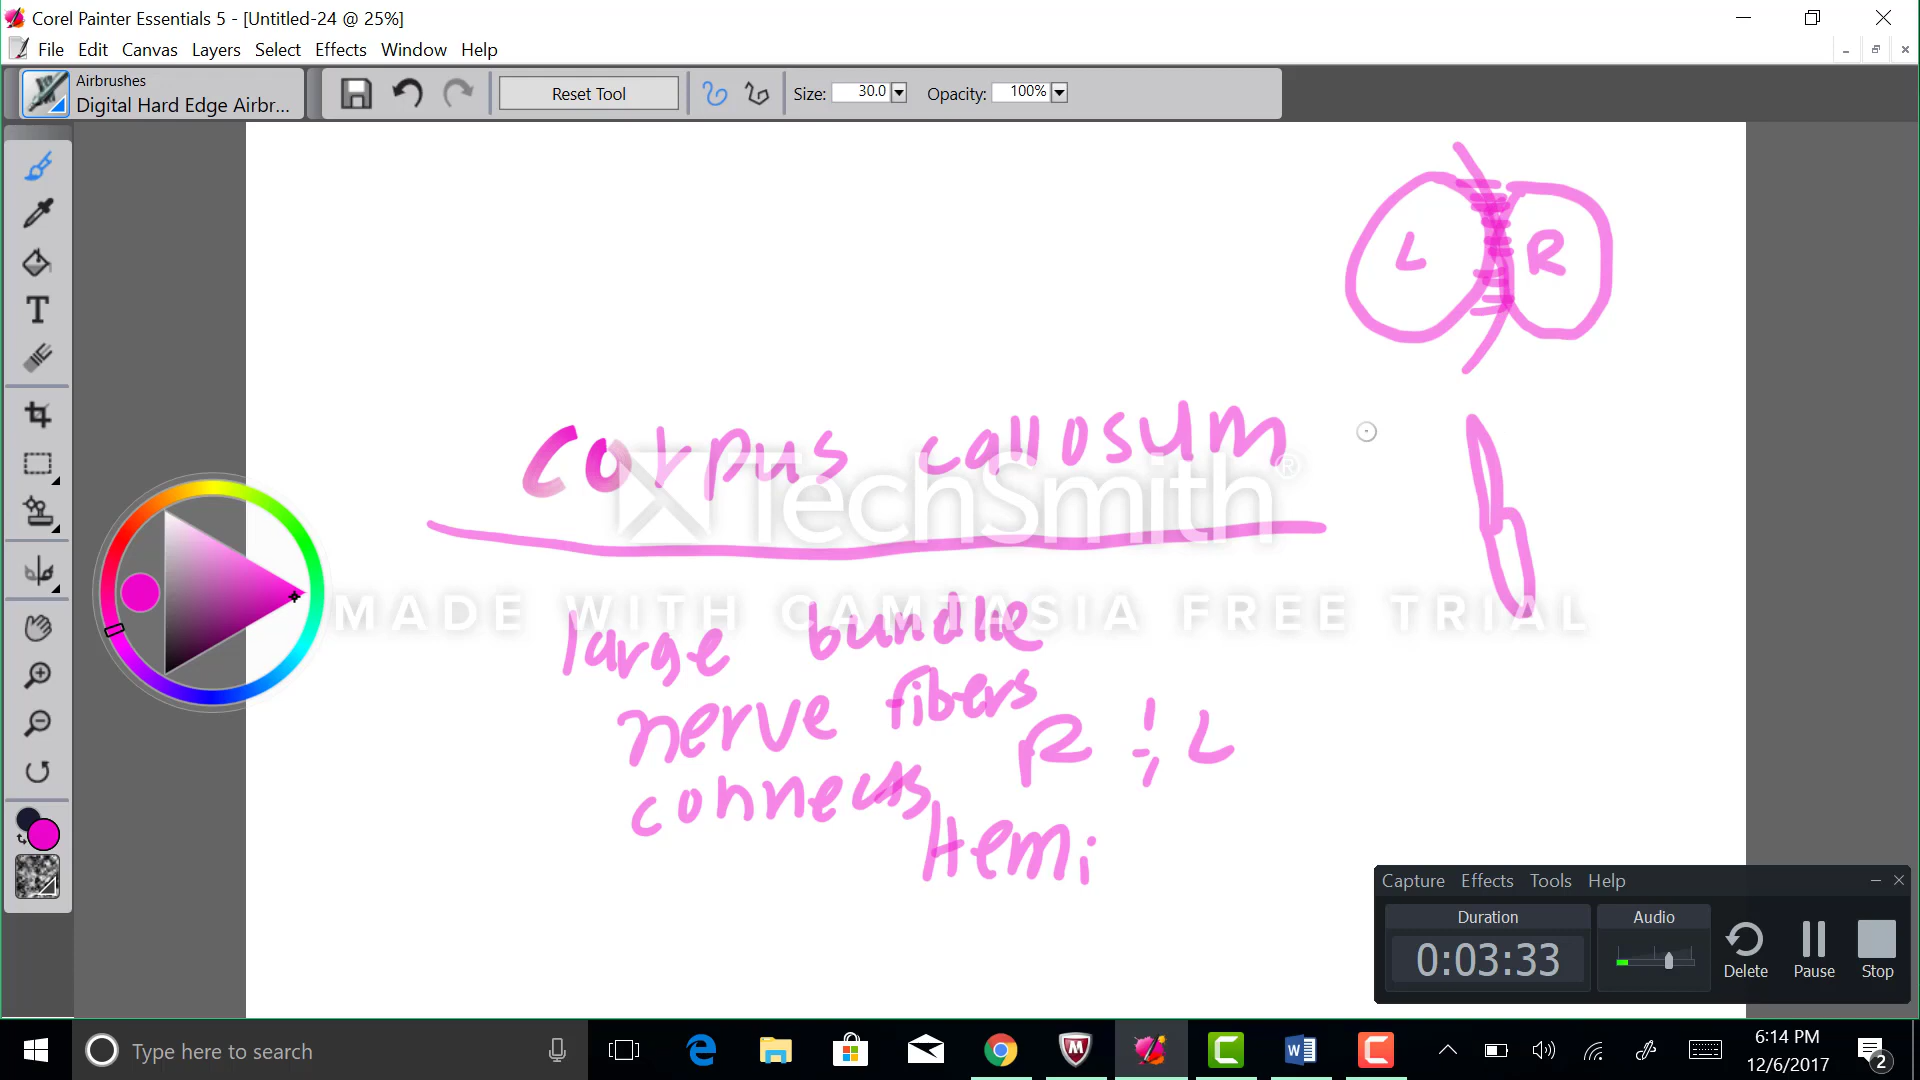 Corel Painter Essentials 5 - [Untitled-24 @ 25%]
File Edit Canvas Layers Select Effects Window Help
Airbrushes
Digital Hard Edge Airbr...
Reset Tool
Size: 30.0
Opacity: 100%
L R
Corpus callosum
TechSmith®
MADE WITH CAMTASIA FREE TRIAL
large bundle
nerve fibers
R & L
connects
Hemi
Capture Effects Tools Help
Duration
Audio
0:03:33
Delete Pause Stop
Type here to search
6:14 PM
12/6/2017
2